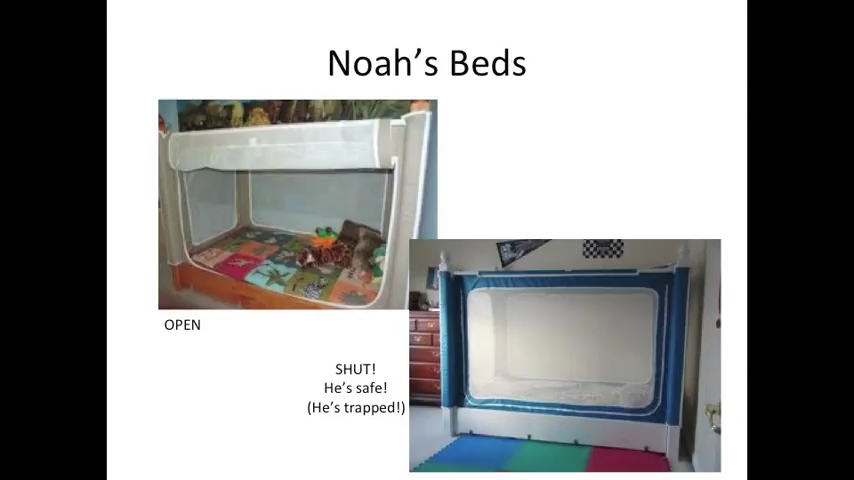 Noah's Beds
OPEN
SHUT!
He's safe!
(He's trapped!)